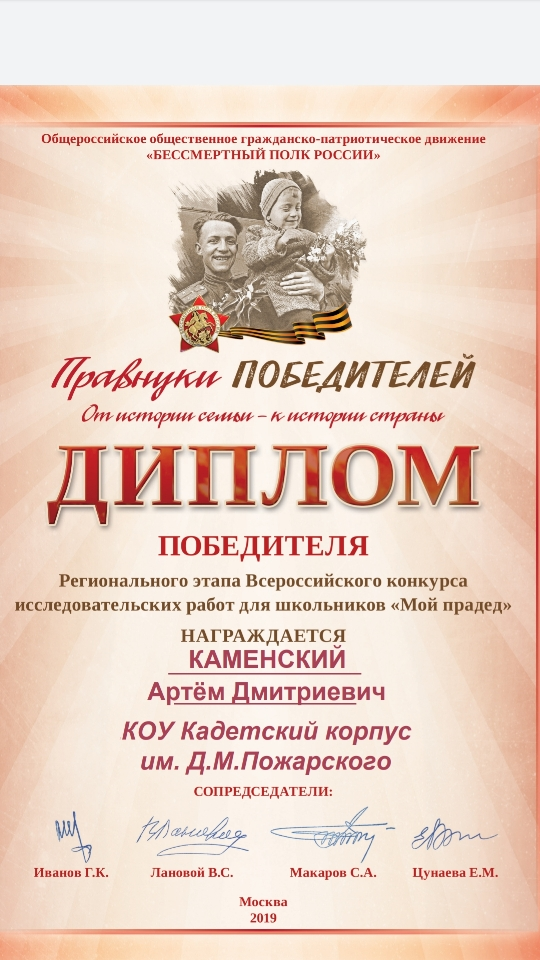 Общероссийское общественное гражданско-патриотическое движение
«БЕССМЕРТНЫЙ ПОЛК РОССИИ»
Правнуки ПОБЕДИТЕЛЕЙ
От истории семьи – к истории страны
ДИПЛОМ
ПОБЕДИТЕЛЯ
Регионального этапа Всероссийского конкурса
исследовательских работ для школьников «Мой прадед»
НАГРАЖДАЕТСЯ
КАМЕНСКИЙ
Артём Дмитриевич
КОУ Кадетский корпус
им. Д.М.Пожарского
СОПРЕДСЕДАТЕЛИ:
Иванов Г.К. Лановой В.С. Макаров С.А. Цунаева Е.М.
Москва
2019